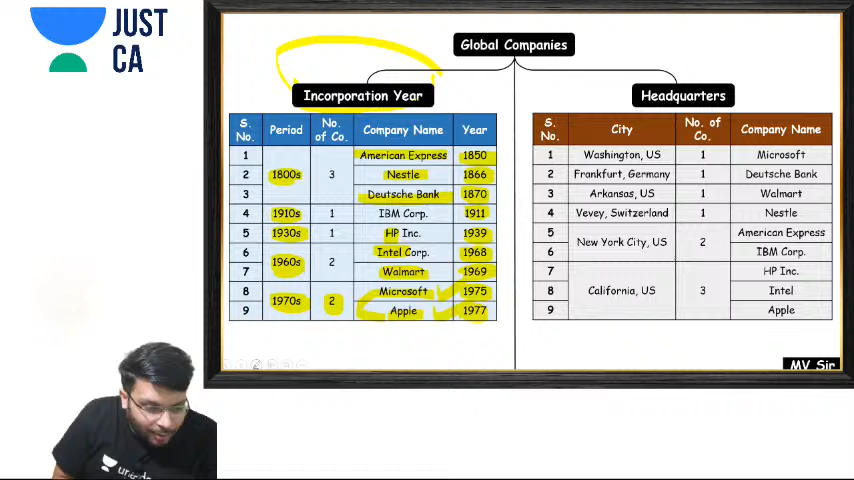 JUST
CA
Global Companies
Incorporation Year
S. No. Period No. of Co. Company Name Year
1 1800s 3 American Express 1850
2 Nestle 1866
3 Deutsche Bank 1870
4 1910s 1 IBM Corp. 1911
5 1930s 1 HP Inc. 1939
6 1960s 2 Intel Corp. 1968
7 Walmart 1969
8 1970s 2 Microsoft 1975
9 Apple 1977
Headquarters
S. No. City No. of Co. Company Name
1 Washington, US 1 Microsoft
2 Frankfurt, Germany 1 Deutsche Bank
3 Arkansas, US 1 Walmart
4 Vevey, Switzerland 1 Nestle
5 New York City, US 2 American Express
6 IBM Corp.
7 California, US 3 HP Inc.
8 Intel
9 Apple
MV Sir